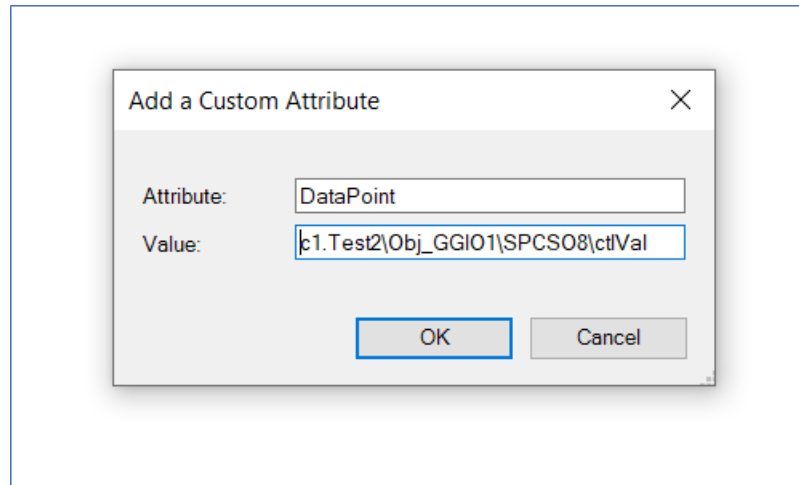 Add a Custom Attribute
Attribute: DataPoint
Value: c1.Test2\Obj_GGIO1\SPCSO8\ctlVal
OK Cancel